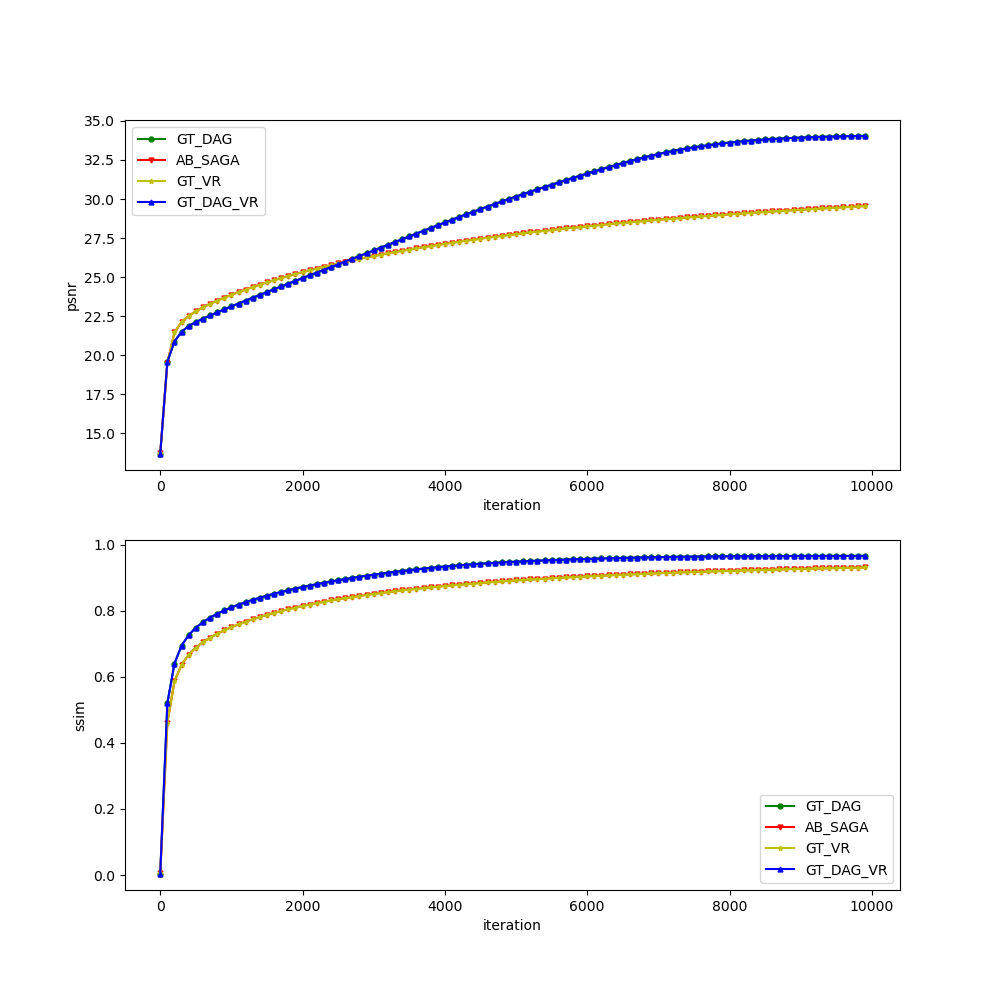 35.0
32.5
30.0
27.5
25.0
22.5
20.0
17.5
15.0
psnr
GT_DAG
AB_SAGA
GT_VR
GT_DAG_VR
0 2000 4000 6000 8000 10000
iteration
1.0
0.8
0.6
0.4
0.2
0.0
ssim
GT_DAG
AB_SAGA
GT_VR
GT_DAG_VR
0 2000 4000 6000 8000 10000
iteration